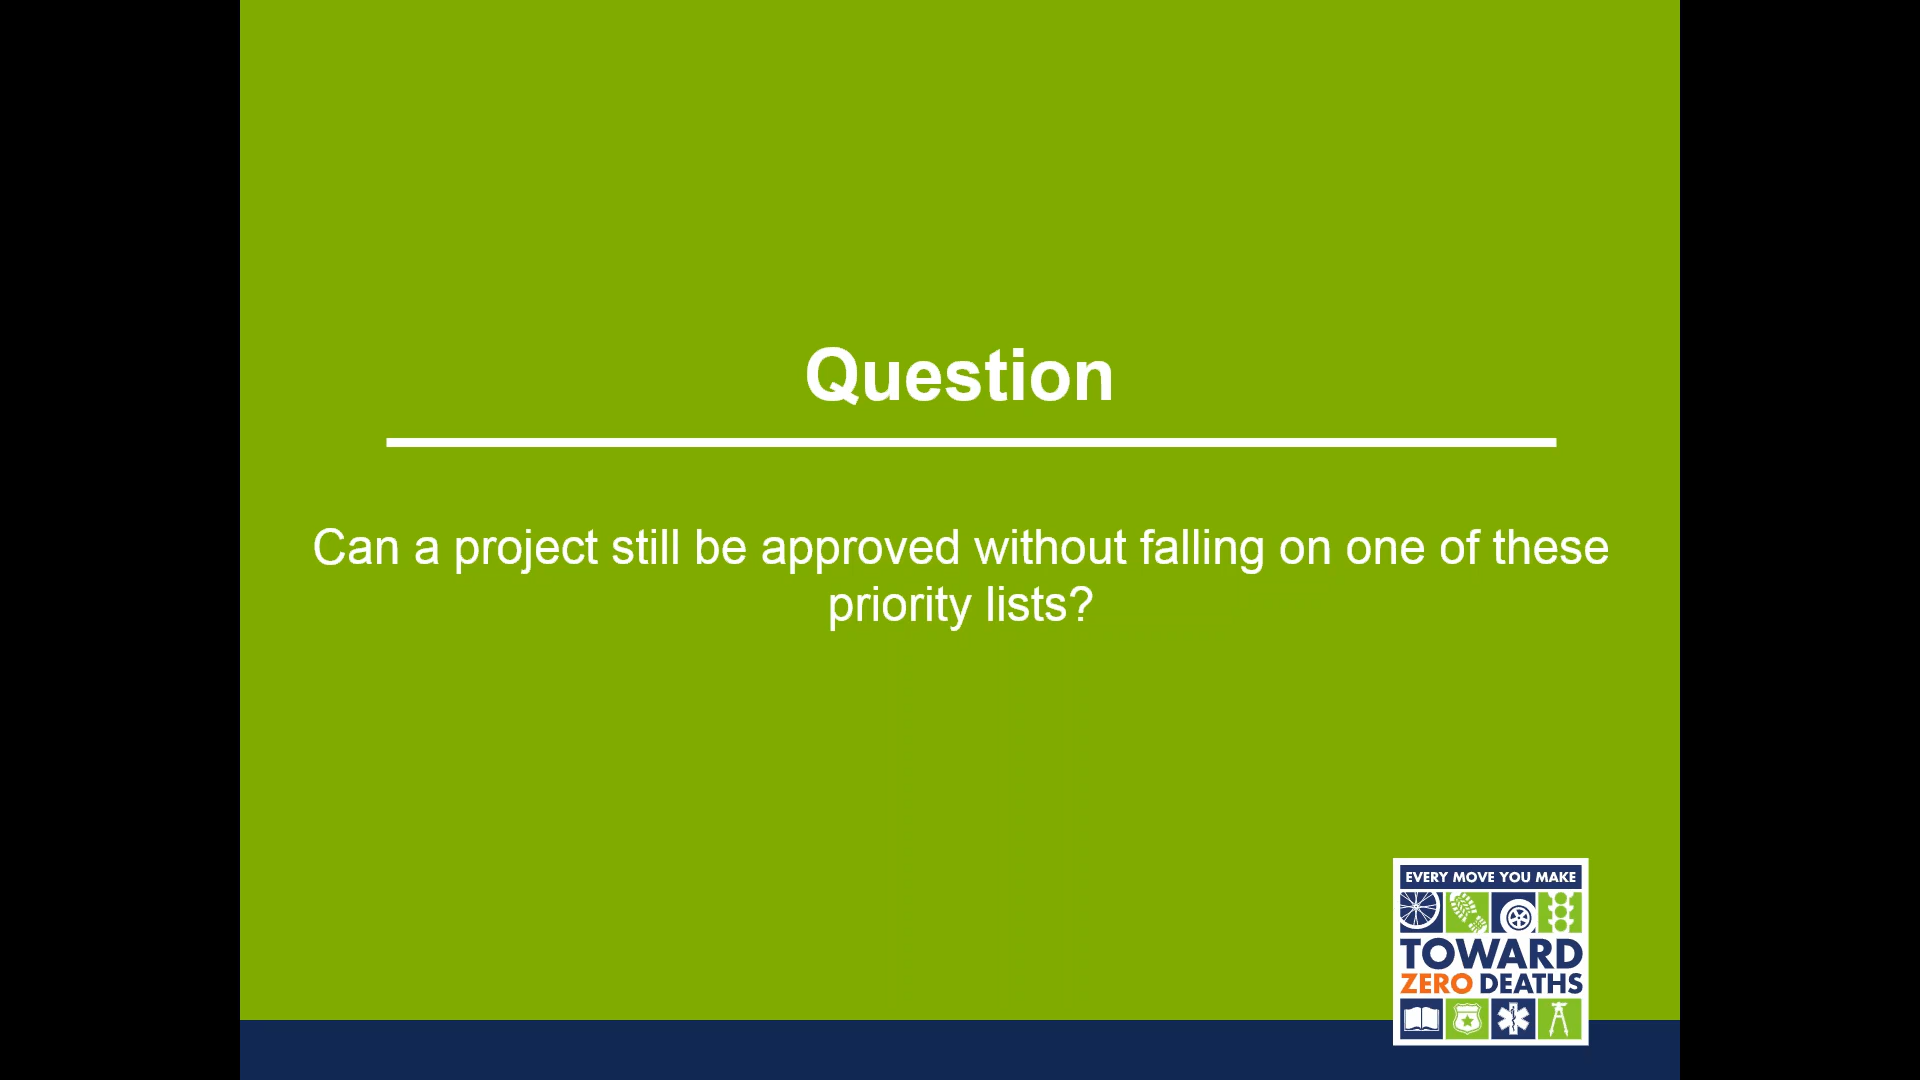 Question
Can a project still be approved without falling on one of these
priority lists?
EVERY MOVE YOU MAKE
TOWARD
ZERO DEATHS